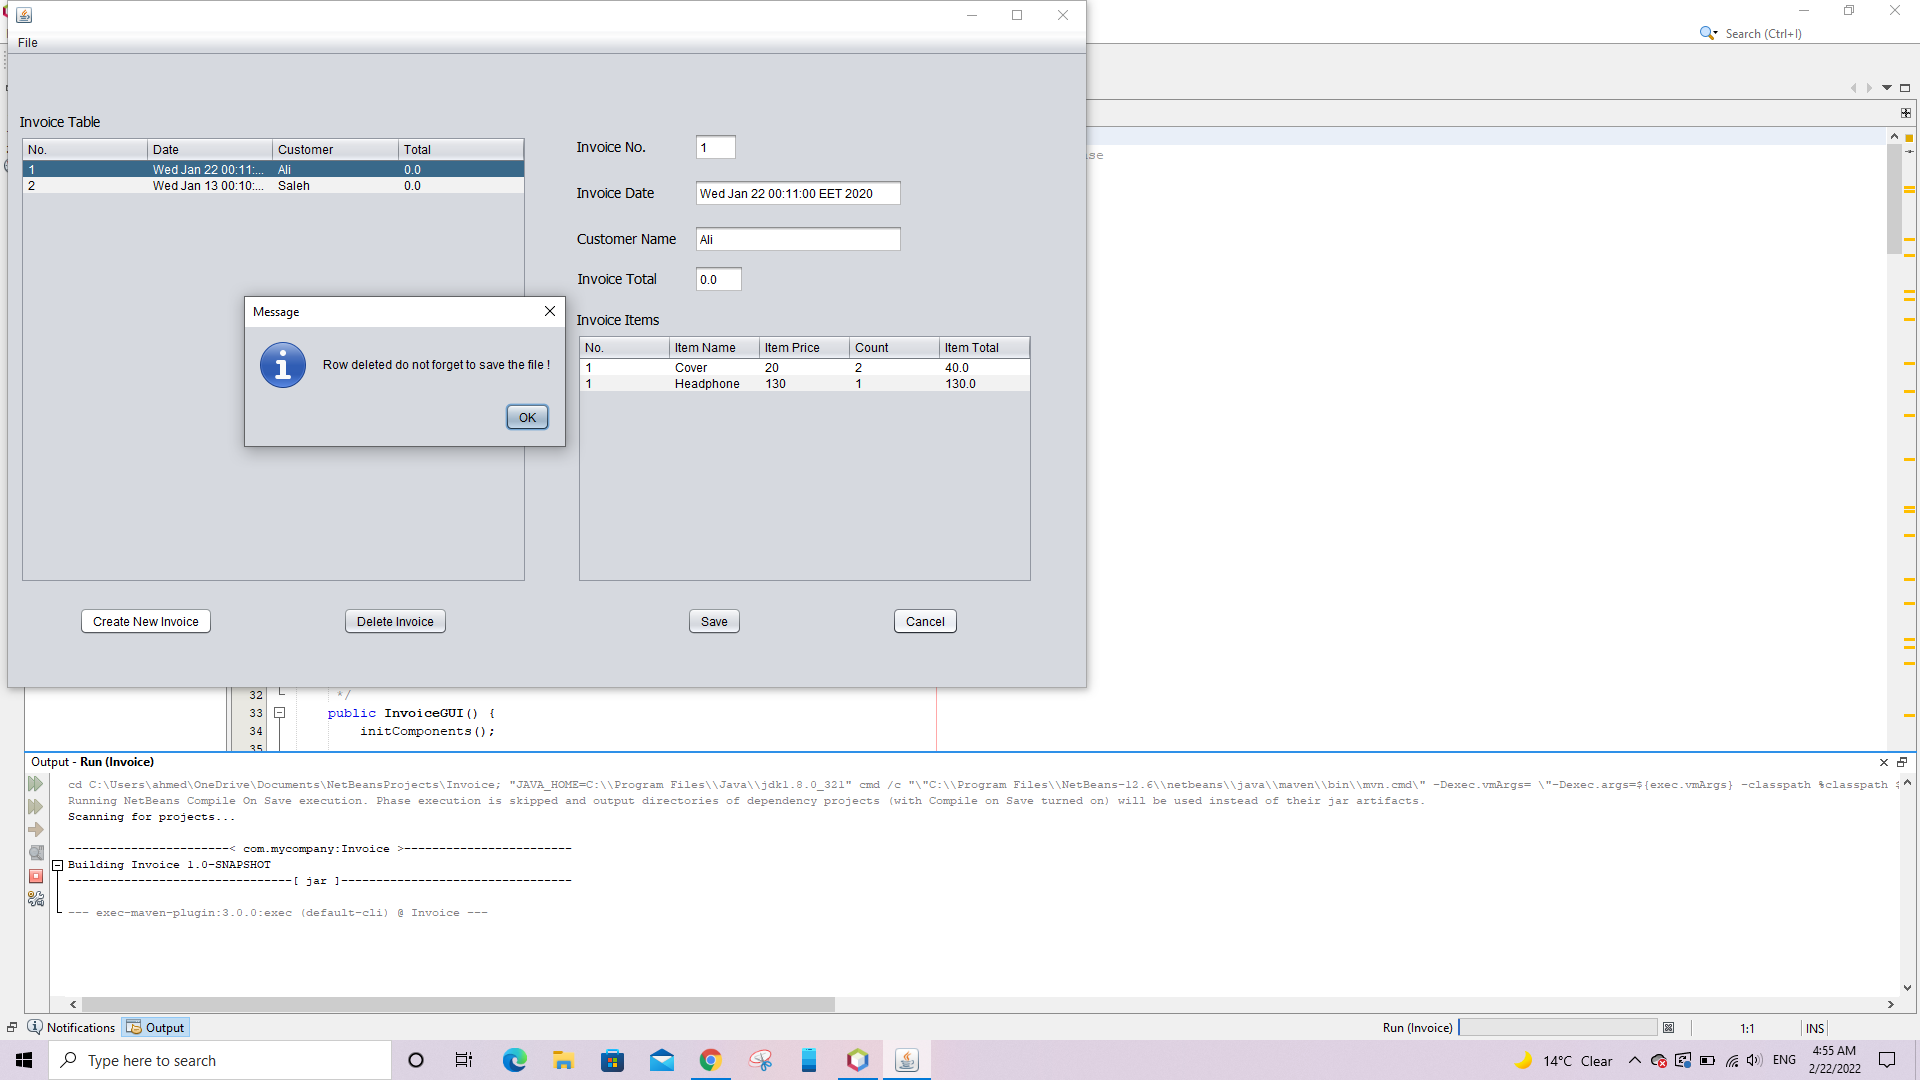 File
Search (Ctrl+I)
Invoice Table
No. Date Customer Total
1 Wed Jan 22 00:11:... Ali 0.0
2 Wed Jan 13 00:10:... Saleh 0.0
Invoice No. 1
Invoice Date Wed Jan 22 00:11:00 EET 2020
Customer Name Ali
Invoice Total 0.0
Message
Row deleted do not forget to save the file !
OK
Invoice Items
No. Item Name Item Price Count Item Total
1 Cover 20 2 40.0
1 Headphone 130 1 130.0
Create New Invoice Delete Invoice Save Cancel
32 */
33 public InvoiceGUI() {
34 initComponents();
35
Output - Run (Invoice)
cd C:\Users\ahmed\OneDrive\Documents\NetBeansProjects\Invoice; "JAVA_HOME=C:\\Program Files\\Java\\jdk1.8.0_321" cmd /c "\"C:\\Program Files\\NetBeans-12.6\\netbeans\\java\\maven\\bin\\mvn.cmd\" -Dexec.vmArgs= \"-Dexec.args=${exec.vmArgs} -classpath %classpath
Running NetBeans Compile On Save execution. Phase execution is skipped and output directories of dependency projects (with Compile on Save turned on) will be used instead of their jar artifacts.
Scanning for projects...
-----------------------< com.mycompany:Invoice >------------------------
Building Invoice 1.0-SNAPSHOT
--------------------------------[ jar ]---------------------------------
--- exec-maven-plugin:3.0.0:exec (default-cli) @ Invoice ---
Notifications Output Run (Invoice) 1:1 INS
Type here to search 14°C Clear ENG 4:55 AM
2/22/2022